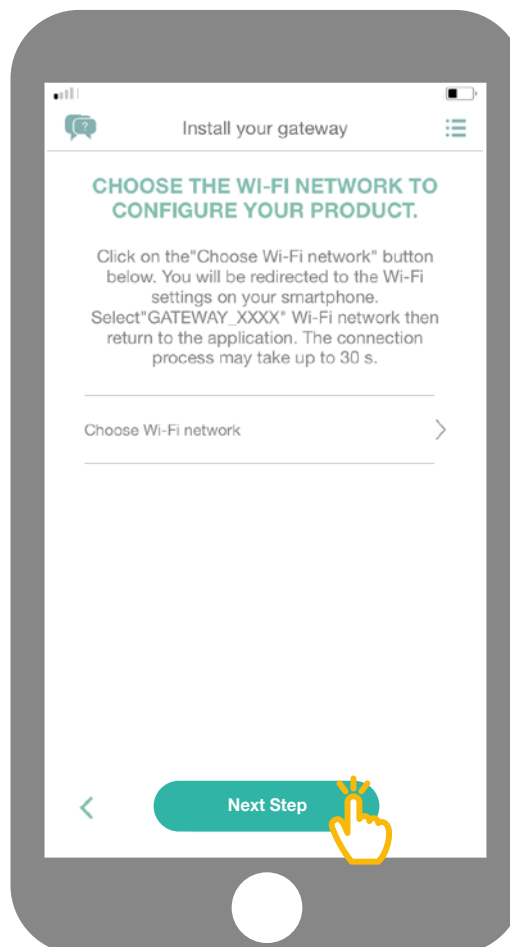 Install your gateway
CHOOSE THE WI-FI NETWORK TO
CONFIGURE YOUR PRODUCT.
Click on the"Choose Wi-Fi network" button
below. You will be redirected to the Wi-Fi
settings on your smartphone.
Select"GATEWAY_XXXX" Wi-Fi network then
return to the application. The connection
process may take up to 30 s.
Choose Wi-Fi network
Next Step